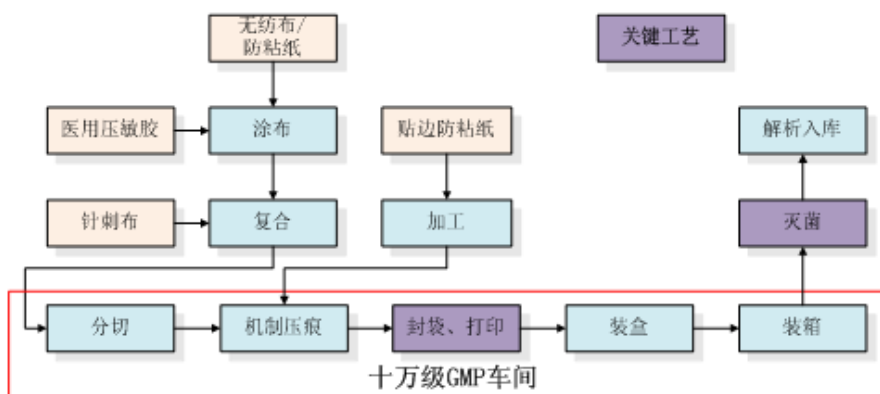 无纺布/
防粘纸
关键工艺
医用压敏胶
涂布
贴边防粘纸
解析入库
针刺布
复合
加工
灭菌
分切
机制压痕
封袋、打印
装盒
装箱
十万级GMP车间